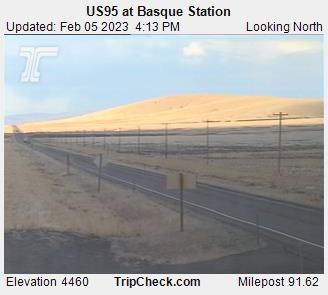 US95 at Basque Station
Updated: Feb 05 2023 4:13 PM Looking North
Elevation 4460 TripCheck.com Milepost 91.62